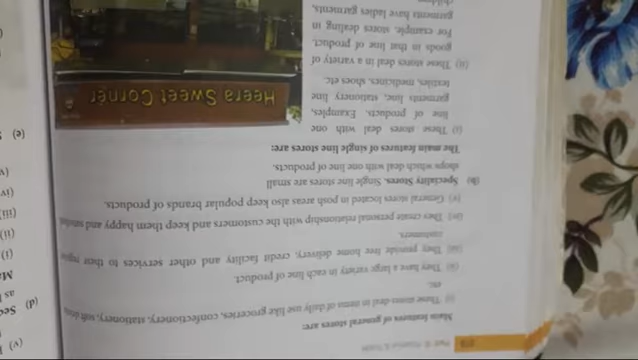 Main features of general stores are:
(i) These stores deal in items of daily use like groceries, confectionery, stationery, soft
etc.
(ii) They have a large variety in each line of product.
(iii) They provide free home delivery, credit facility and other services to their
customers.
(iv) They create personal relationship with the customers and keep them happy and
(v) General stores located in posh areas also keep popular brands of products.
(b) Speciality Stores. Single line stores are small
shops which deal with one line of products.
The main features of single line stores are:
(i) These stores deal with one
line of products. Examples,
garments line, stationery line
textiles, medicines, shoes etc.
(ii) These stores deal in a variety of
goods in that line of product.
For example, stores dealing in
garments have ladies garments,
Heera Sweet Corner
(v)
(d)
as
(i)
(ii)
(iii)
(iv)
(v)
(e)